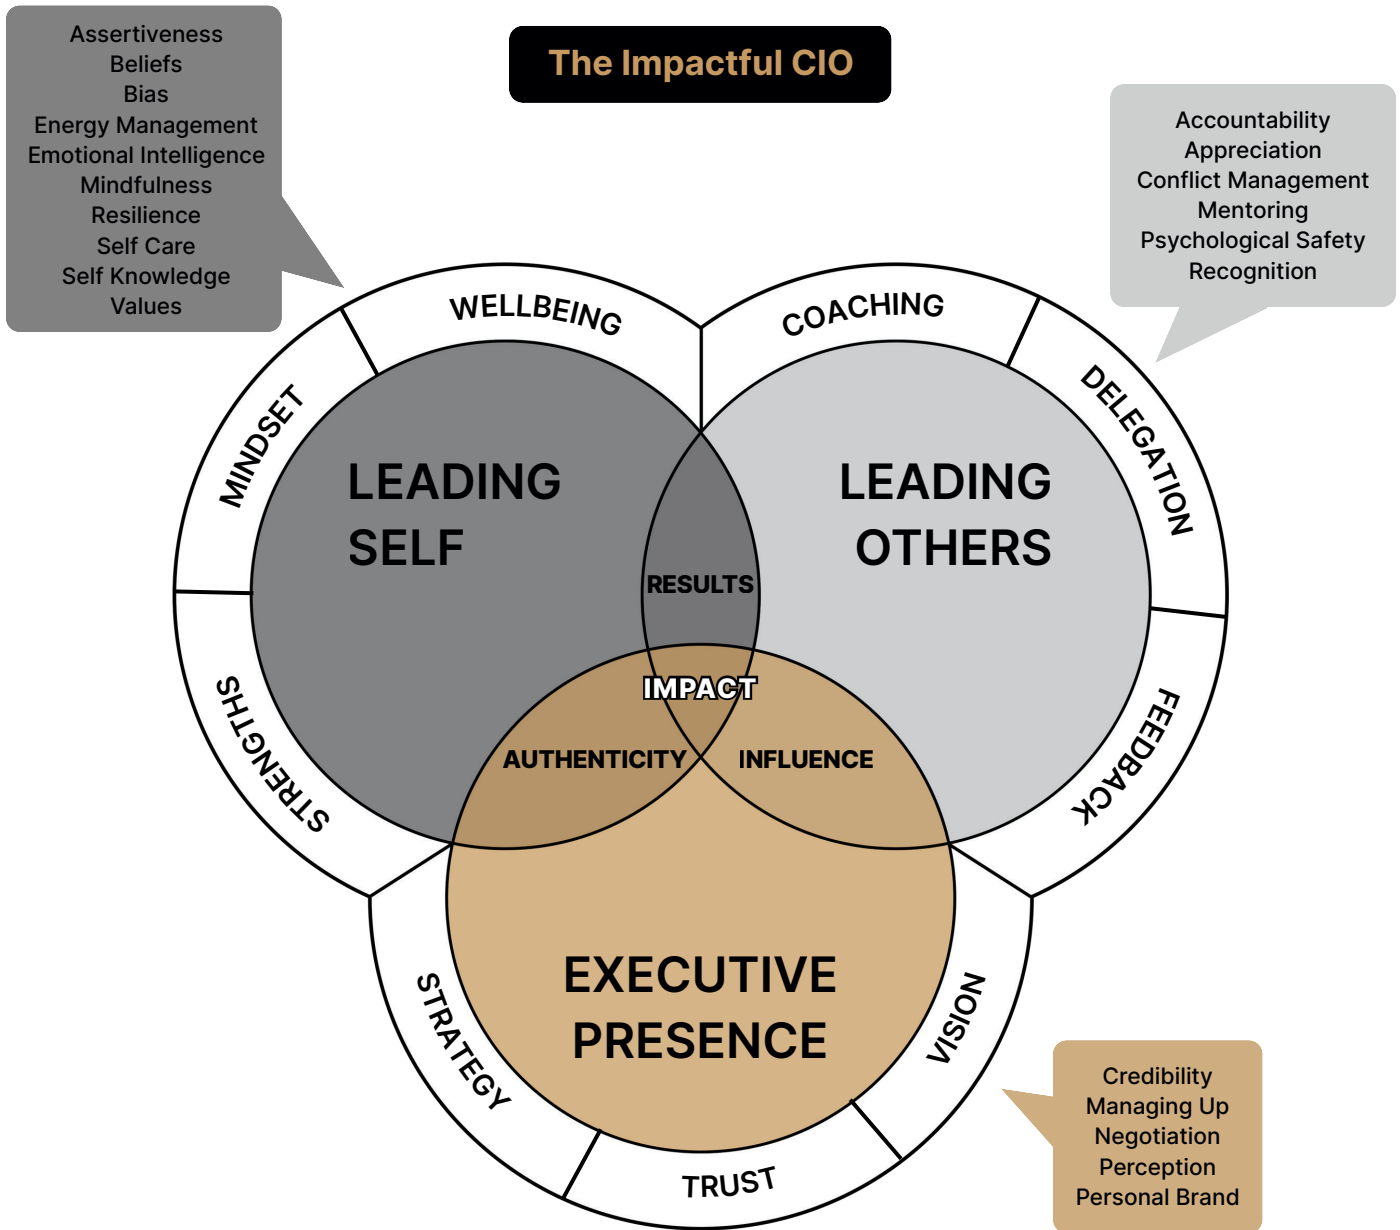 The Impactful CIO
Assertiveness
Beliefs
Bias
Energy Management
Emotional Intelligence
Mindfulness
Resilience
Self Care
Self Knowledge
Values
Accountability
Appreciation
Conflict Management
Mentoring
Psychological Safety
Recognition
WELLBEING
COACHING
MINDSET
DELEGATION
LEADING
SELF
LEADING
OTHERS
RESULTS
IMPACT
STRENGTHS
FEEDBACK
AUTHENTICITY
INFLUENCE
EXECUTIVE
PRESENCE
STRATEGY
VISION
TRUST
Credibility
Managing Up
Negotiation
Perception
Personal Brand